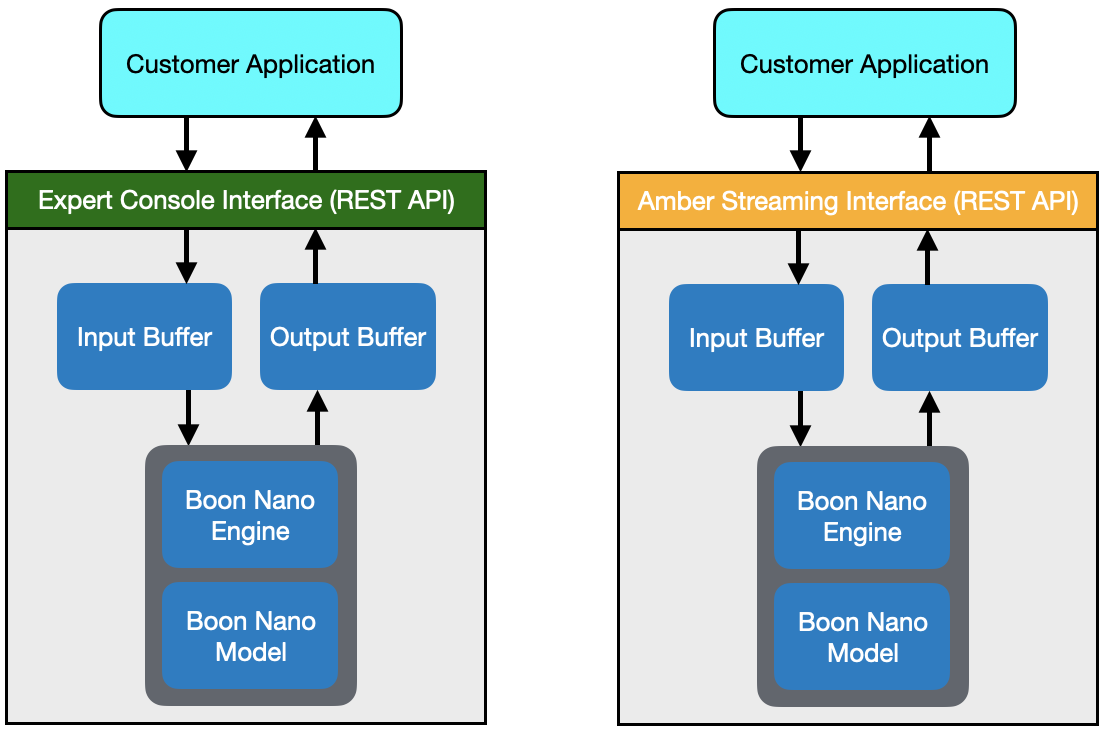 Customer Application
Expert Console Interface (REST API)
Input Buffer
Output Buffer
Boon Nano
Engine
Boon Nano
Model
Customer Application
Amber Streaming Interface (REST API)
Input Buffer
Output Buffer
Boon Nano
Engine
Boon Nano
Model